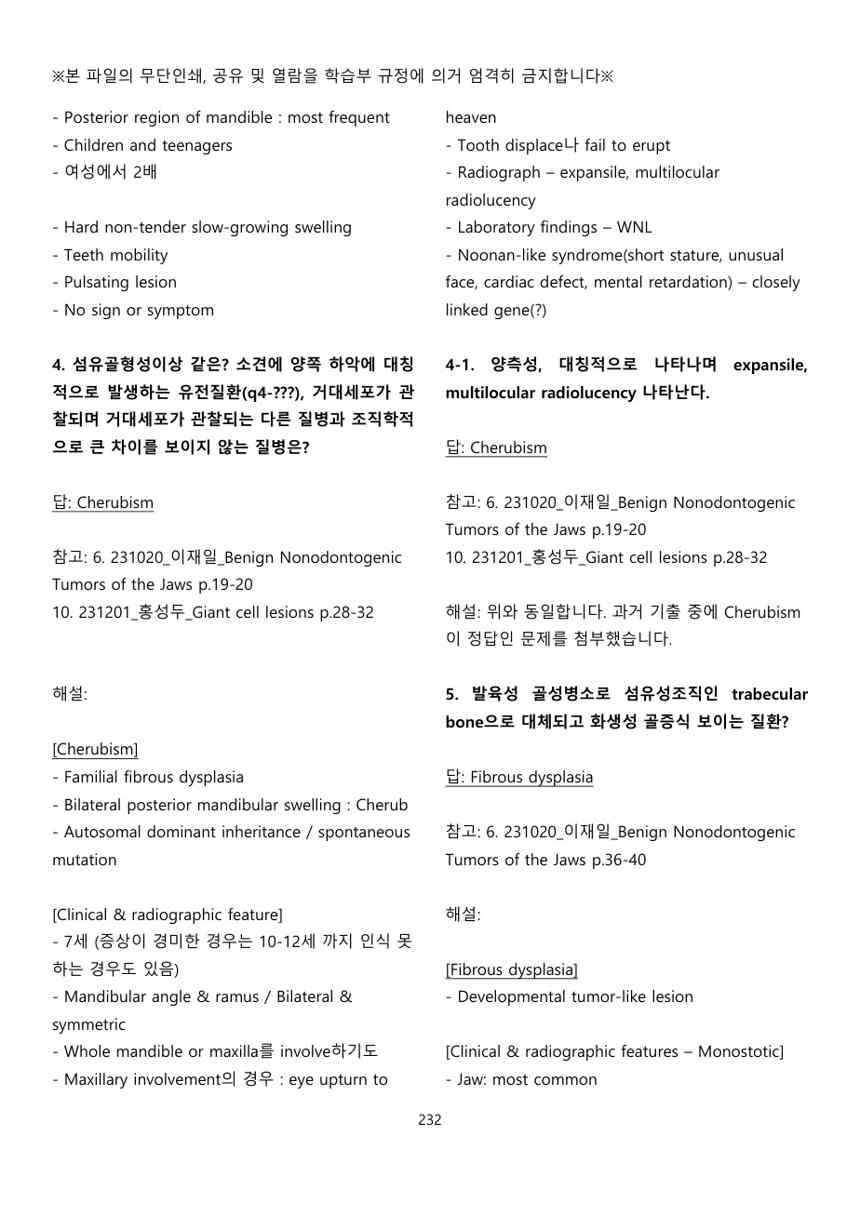 ※본 파일의 무단인쇄, 공유 및 열람을 학습부 규정에 의거 엄격히 금지합니다※
- Posterior region of mandible : most frequent
- Children and teenagers
- 여성에서 2배
- Hard non-tender slow-growing swelling
- Teeth mobility
- Pulsating lesion
- No sign or symptom
4. 섬유골형성이상 같은? 소견에 양쪽 하악에 대칭
적으로 발생하는 유전질환(q4-???), 거대세포가 관
찰되며 거대세포가 관찰되는 다른 질병과 조직학적
으로 큰 차이를 보이지 않는 질병은?
답: Cherubism
참고: 6. 231020_이재일_Benign Nonodontogenic
Tumors of the Jaws p.19-20
10. 231201_홍성두_Giant cell lesions p.28-32
해설:
[Cherubism]
- Familial fibrous dysplasia
- Bilateral posterior mandibular swelling : Cherub
- Autosomal dominant inheritance / spontaneous
mutation
[Clinical & radiographic feature]
- 7세 (증상이 경미한 경우는 10-12세 까지 인식 못
하는 경우도 있음)
- Mandibular angle & ramus / Bilateral &
symmetric
- Whole mandible or maxilla를 involve하기도
- Maxillary involvement의 경우 : eye upturn to
heaven
- Tooth displace나 fail to erupt
- Radiograph – expansile, multilocular
radiolucency
- Laboratory findings – WNL
- Noonan-like syndrome(short stature, unusual
face, cardiac defect, mental retardation) – closely
linked gene(?)
4-1. 양측성, 대칭적으로 나타나며 expansile,
multilocular radiolucency 나타난다.
답: Cherubism
참고: 6. 231020_이재일_Benign Nonodontogenic
Tumors of the Jaws p.19-20
10. 231201_홍성두_Giant cell lesions p.28-32
해설: 위와 동일합니다. 과거 기출 중에 Cherubism
이 정답인 문제를 첨부했습니다.
5. 발육성 골성병소로 섬유성조직인 trabecular
bone으로 대체되고 화생성 골증식 보이는 질환?
답: Fibrous dysplasia
참고: 6. 231020_이재일_Benign Nonodontogenic
Tumors of the Jaws p.36-40
해설:
[Fibrous dysplasia]
- Developmental tumor-like lesion
[Clinical & radiographic features – Monostotic]
- Jaw: most common
232